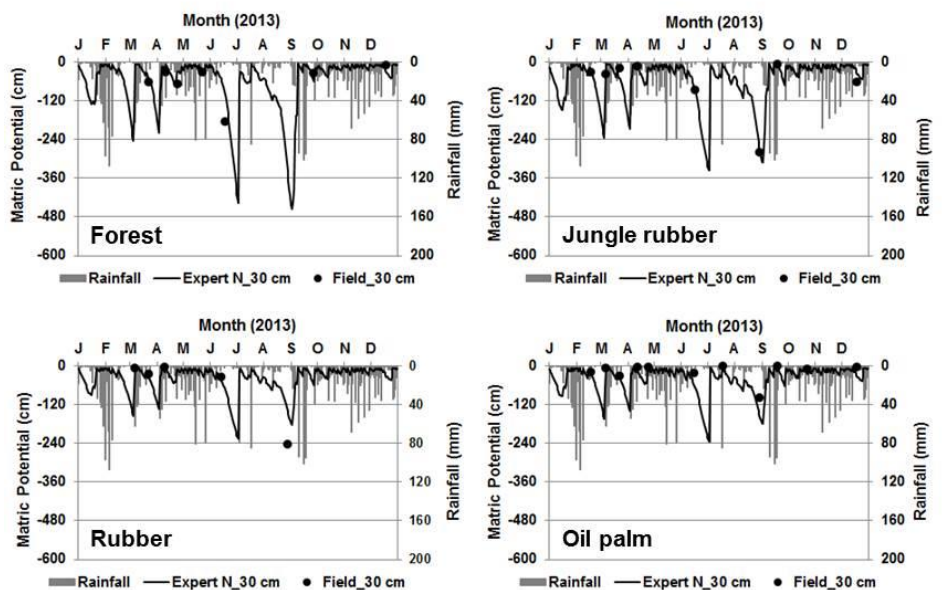 Month (2013)
J F M A M J J A S O N D
Matric Potential (cm)
0
-120
-240
-360
-480
-600
0
40
80
120
160
200
Rainfall (mm)
Forest
Rainfall Expert N_30 cm Field_30 cm
Month (2013)
J F M A M J J A S O N D
Matric Potential (cm)
0
-120
-240
-360
-480
-600
0
40
80
120
160
200
Rainfall (mm)
Jungle rubber
Rainfall Expert N_30 cm Field_30 cm
Month (2013)
J F M A M J J A S O N D
Matric Potential (cm)
0
-120
-240
-360
-480
-600
0
40
80
120
160
200
Rainfall (mm)
Rubber
Rainfall Expert N_30 cm Field_30 cm
Month (2013)
J F M A M J J A S O N D
Matric Potential (cm)
0
-120
-240
-360
-480
-600
0
40
80
120
160
200
Rainfall (mm)
Oil palm
Rainfall Expert N_30 cm Field_30 cm